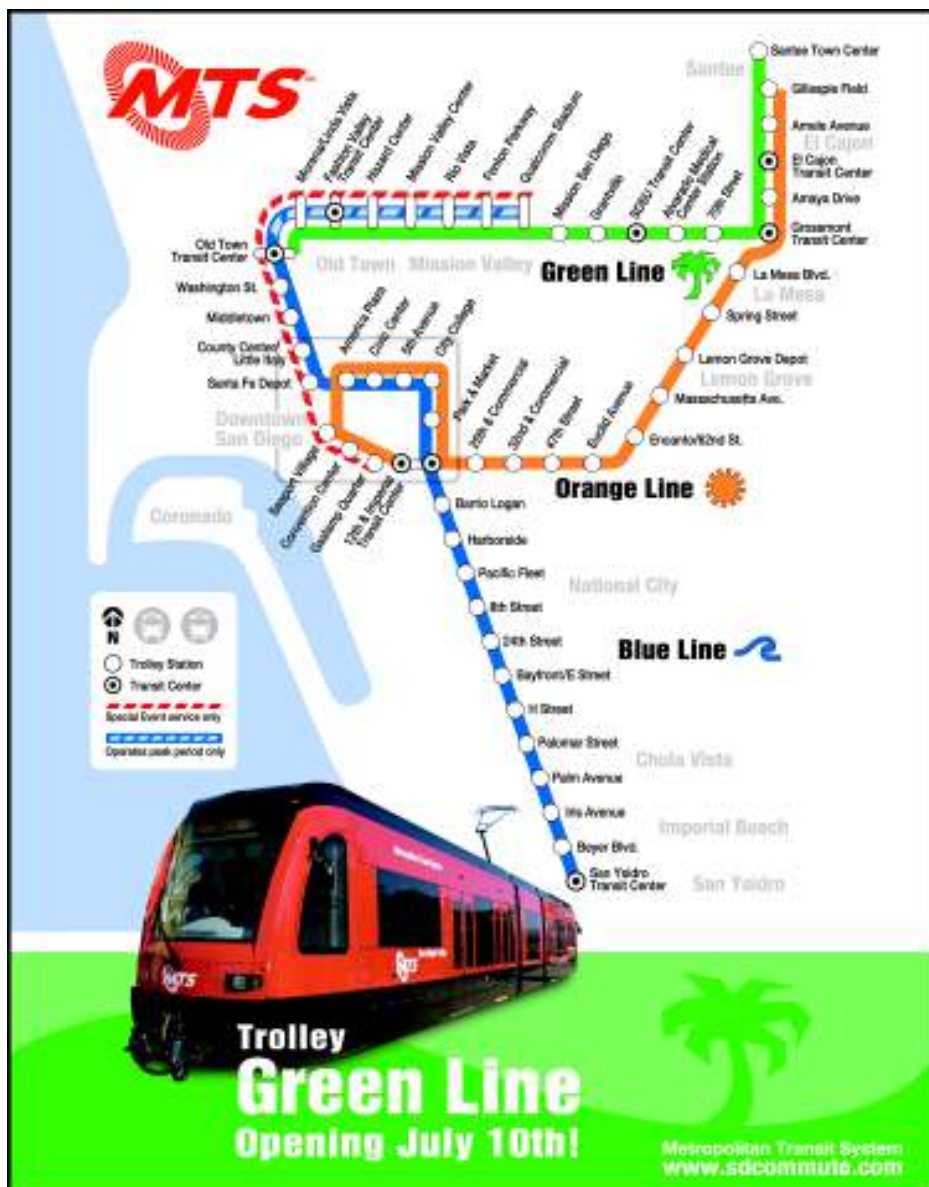 MTS
Santee Town Center
Santee
Gillespie Field
Arnele Avenue
El Cajon
El Cajon
Transit Center
Amaya Drive
Grossmont
Transit Center
Morena/Linda Vista
Fashion Valley
Transit Center
Hazard Center
Mission Valley Center
Rio Vista
Fenton Parkway
Qualcomm Stadium
Mission San Diego
Grantville
SDSU Transit Center
Alvarado Medical
Center Station
70th Street
Old Town
Transit Center
Old Town
Mission Valley
Green Line
La Mesa Blvd.
La Mesa
Spring Street
Lemon Grove Depot
Lemon Grove
Massachusetts Ave.
Encanto/62nd St.
Washington St.
Middletown
County Center/
Little Italy
Santa Fe Depot
America Plaza
Civic Center
5th Avenue
City College
Park & Market
25th & Commercial
32nd & Commercial
47th Street
Euclid Avenue
Downtown
San Diego
Seaport Village
Convention Center
Gaslamp Quarter
12th & Imperial
Transit Center
Orange Line
Coronado
Barrio Logan
Harborside
Pacific Fleet
National City
8th Street
24th Street
Blue Line
Bayfront/E Street
H Street
Palomar Street
Chula Vista
Palm Avenue
Iris Avenue
Imperial Beach
Beyer Blvd.
San Ysidro
Transit Center
San Ysidro
N
Trolley Station
Transit Center
Special Event service only
Operates peak period only
MTS
MTS
Trolley
Green Line
Opening July 10th!
Metropolitan Transit System
www.sdcommute.com